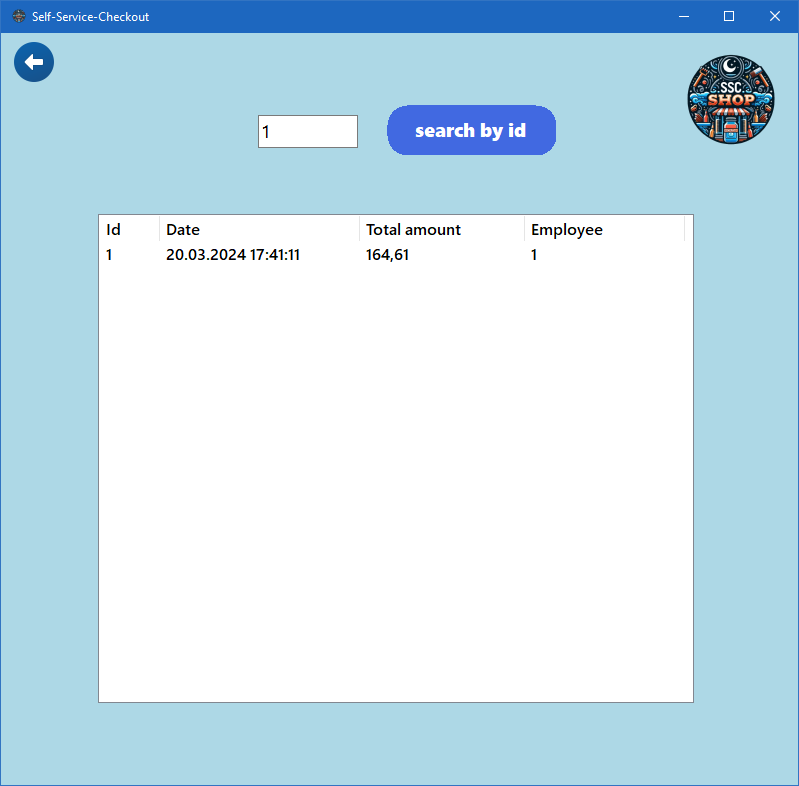 Self-Service-Checkout
SSC
SHOP
1
search by id
Id Date Total amount Employee
1 20.03.2024 17:41:11 164,61 1